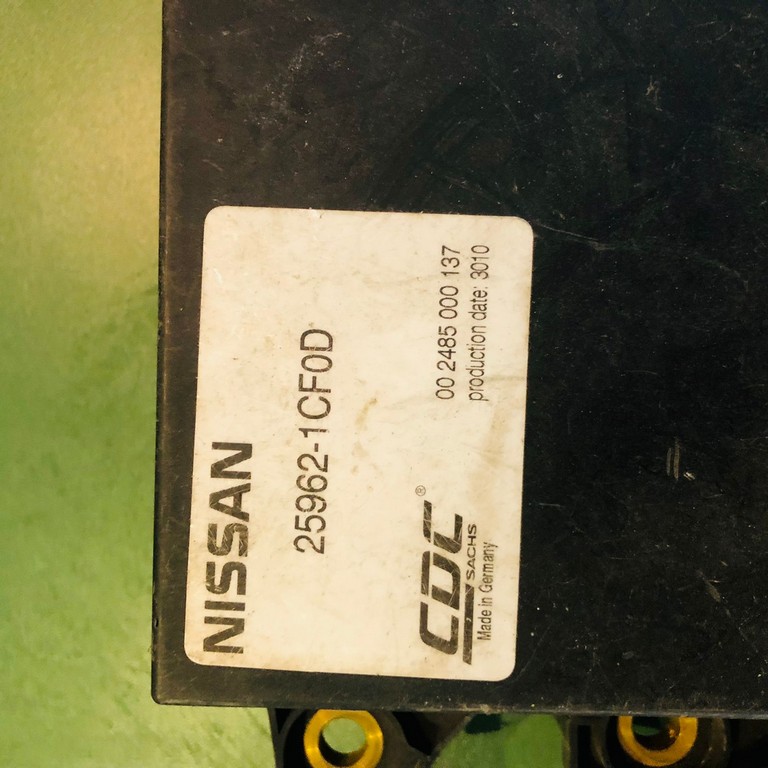 NISSAN
25962-1CF0D
CDC®
SACHS
Made in Germany
00 2485 000 137
production date: 3010